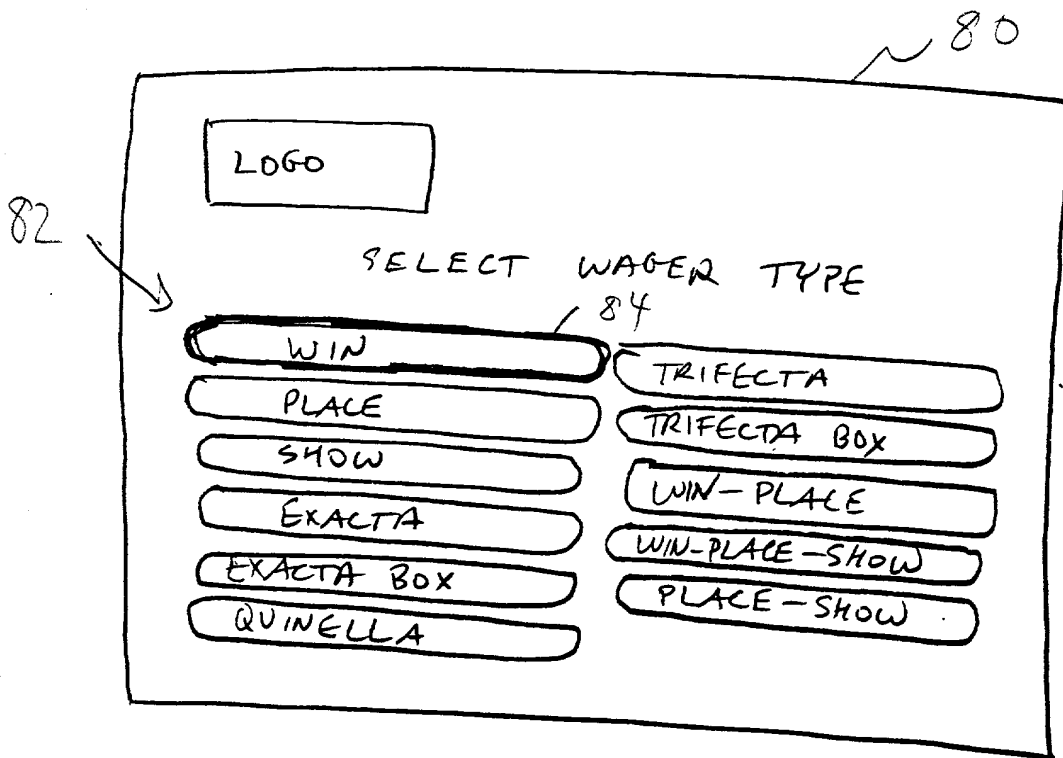 80
LOGO
82
SELECT WAGER TYPE
84
WIN
PLACE
SHOW
EXACTA
EXACTA BOX
QUINELLA
TRIFECTA
TRIFECTA BOX
WIN-PLACE
WIN-PLACE-SHOW
PLACE-SHOW